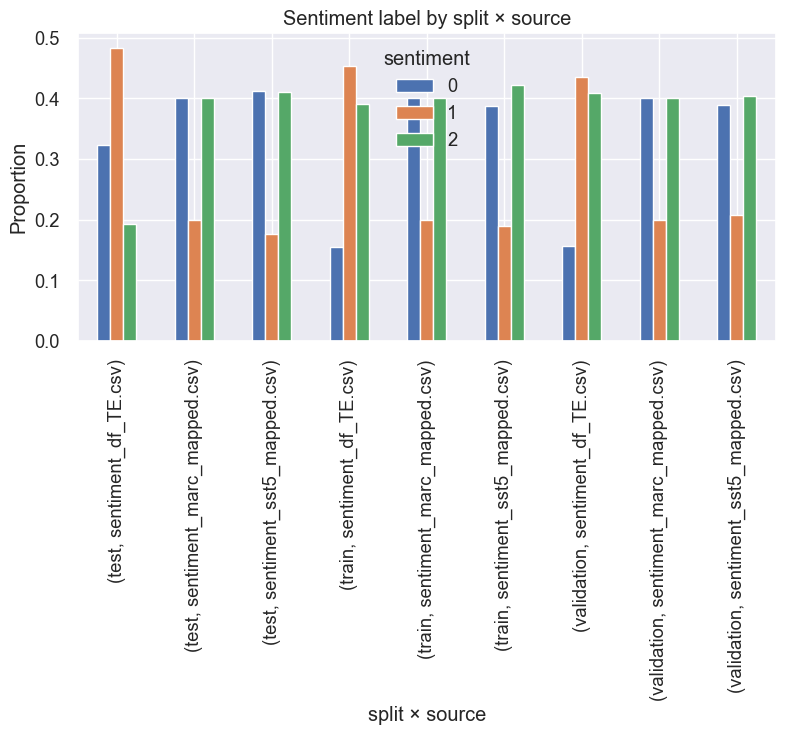 Sentiment label by split × source
sentiment
0
1
2
Proportion
0.5
0.4
0.3
0.2
0.1
0.0
(test, sentiment_df_TE.csv)
(test, sentiment_marc_mapped.csv)
(test, sentiment_sst5_mapped.csv)
(train, sentiment_df_TE.csv)
(train, sentiment_marc_mapped.csv)
(train, sentiment_sst5_mapped.csv)
(validation, sentiment_df_TE.csv)
(validation, sentiment_marc_mapped.csv)
(validation, sentiment_sst5_mapped.csv)
split × source